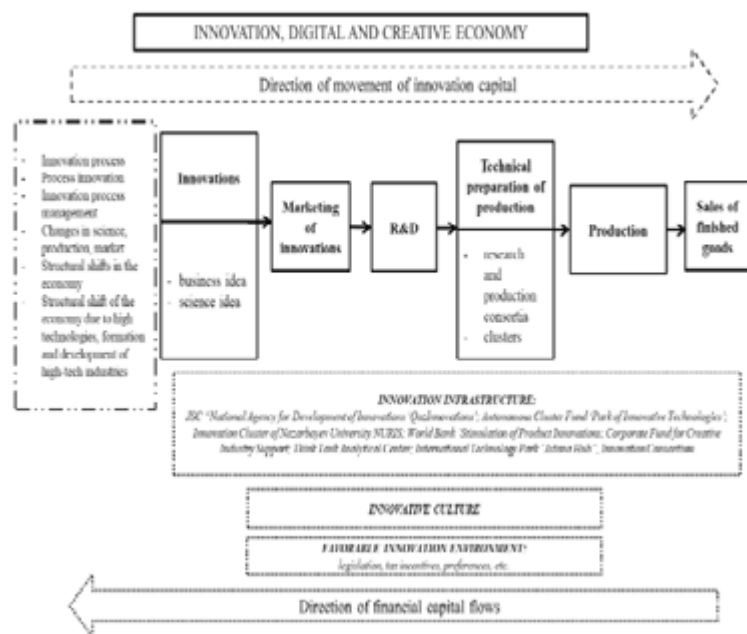 INNOVATION, DIGITAL AND CREATIVE ECONOMY
Direction of movement of innovation capital
- Innovation process
- Process innovation
- Innovation process
management
- Changes in science,
production, market
- Structural shifts in the
economy
- Structural shift of the
economy due to high
technologies, formation
and development of
high-tech industries
Innovations
- business idea
- science idea
Marketing
of
innovations
R&D
Technical
preparation of
production
- research
and
production
consortia
- clusters
Production
Sales of
finished
goods
INNOVATION INFRASTRUCTURE:
JSC "National Agency for Development of Innovations 'QazInnovations'; Autonomous Cluster Fund 'Park of Innovative Technologies';
Innovation Cluster of Nazarbayev University NURIS; World Bank 'Stimulation of Product Innovations; Corporate Fund for Creative
Industry Support; Think Tank Analytical Center; International Technology Park "Astana Hub", Innovation Consortium
INNOVATIVE CULTURE
FAVORABLE INNOVATION ENVIRONMENT:
legislation, tax incentives, preferences, etc.
Direction of financial capital flows